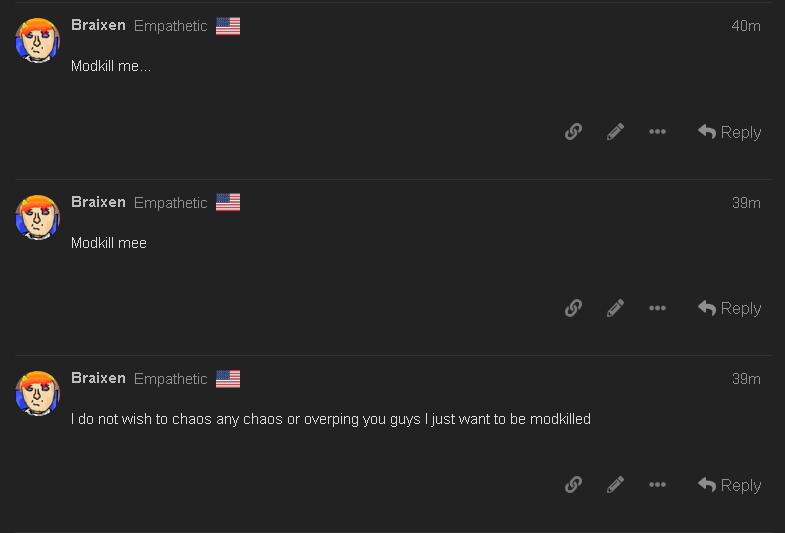 Braixen Empathetic 40m
Modkill me...
Reply
Braixen Empathetic 39m
Modkill mee
Reply
Braixen Empathetic 39m
I do not wish to chaos any chaos or overping you guys I just want to be modkilled
Reply